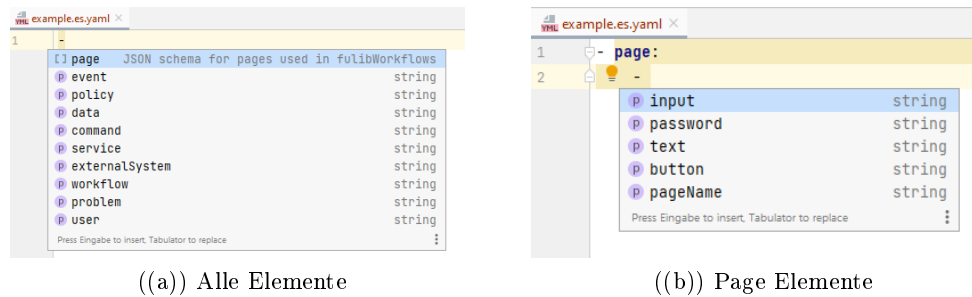 YML example.es.yaml ×
1 -
[] page JSON schema for pages used in fulibWorkflows
p event string
p policy string
p data string
p command string
p service string
p externalSystem string
p workflow string
p problem string
p user string
Press Eingabe to insert, Tabulator to replace
((a)) Alle Elemente
YML example.es.yaml ×
1 - page:
2 -
p input string
p password string
p text string
p button string
p pageName string
Press Eingabe to insert, Tabulator to replace
((b)) Page Elemente